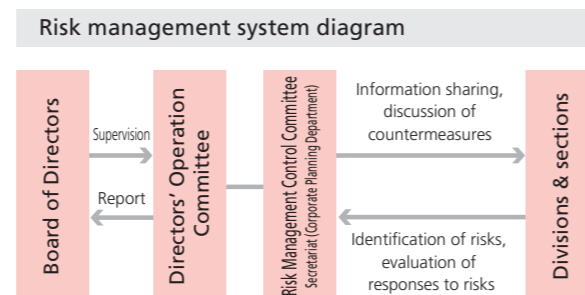 Risk management system diagram
Board of Directors
Supervision
Report
Directors’ Operation
Committee
Risk Management Control Committee
Secretariat (Corporate Planning Department)
Information sharing,
discussion of
countermeasures
Identification of risks,
evaluation of
responses to risks
Divisions & sections